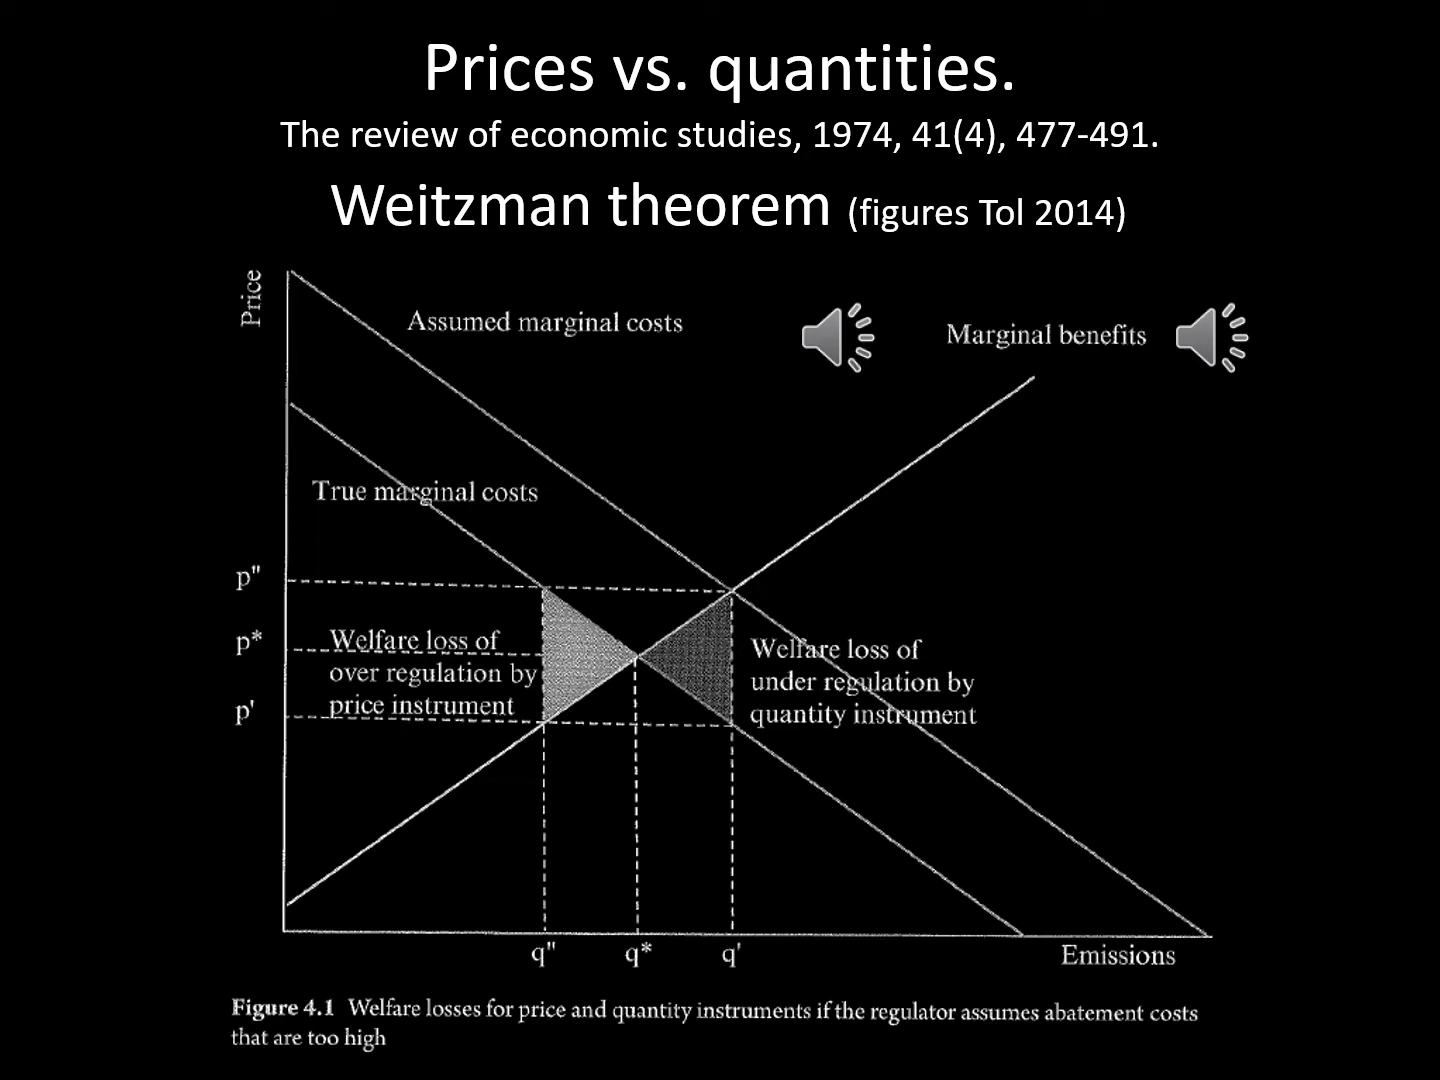 Prices vs. quantities.
The review of economic studies, 1974, 41(4), 477-491.
Weitzman theorem (figures Tol 2014)
Price
Assumed marginal costs
Marginal benefits
True marginal costs
p"
p*
p'
Welfare loss of
over regulation by
price instrument
Welfare loss of
under regulation by
quantity instrument
q"
q*
q'
Emissions
Figure 4.1 Welfare losses for price and quantity instruments if the regulator assumes abatement costs
that are too high